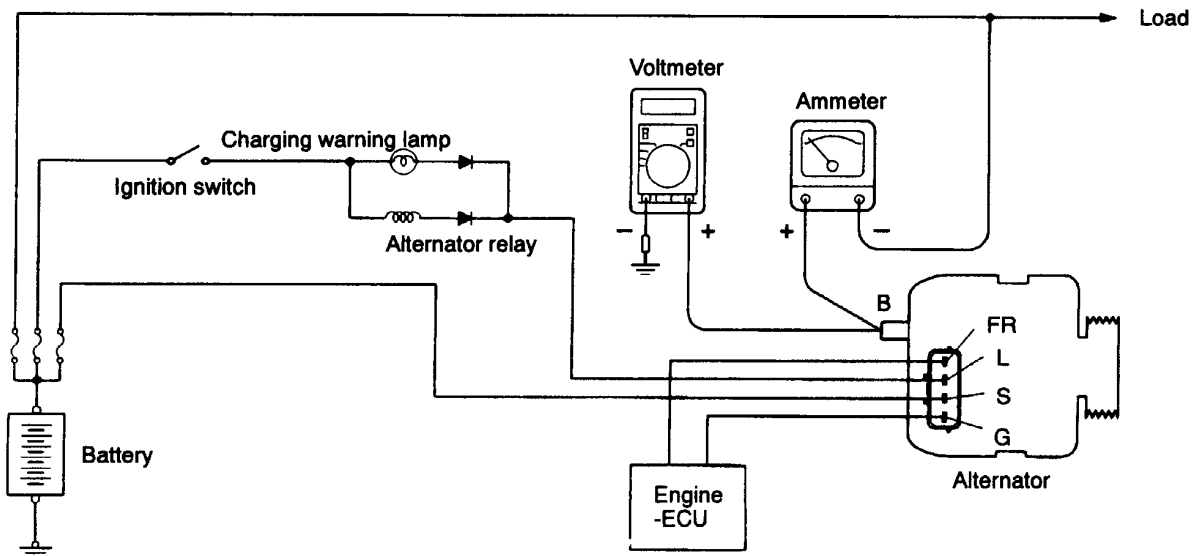 Load
Voltmeter
Ammeter
Charging warning lamp
Ignition switch
Alternator relay
− +
+ −
B
FR
L
S
G
Battery
Engine
-ECU
Alternator